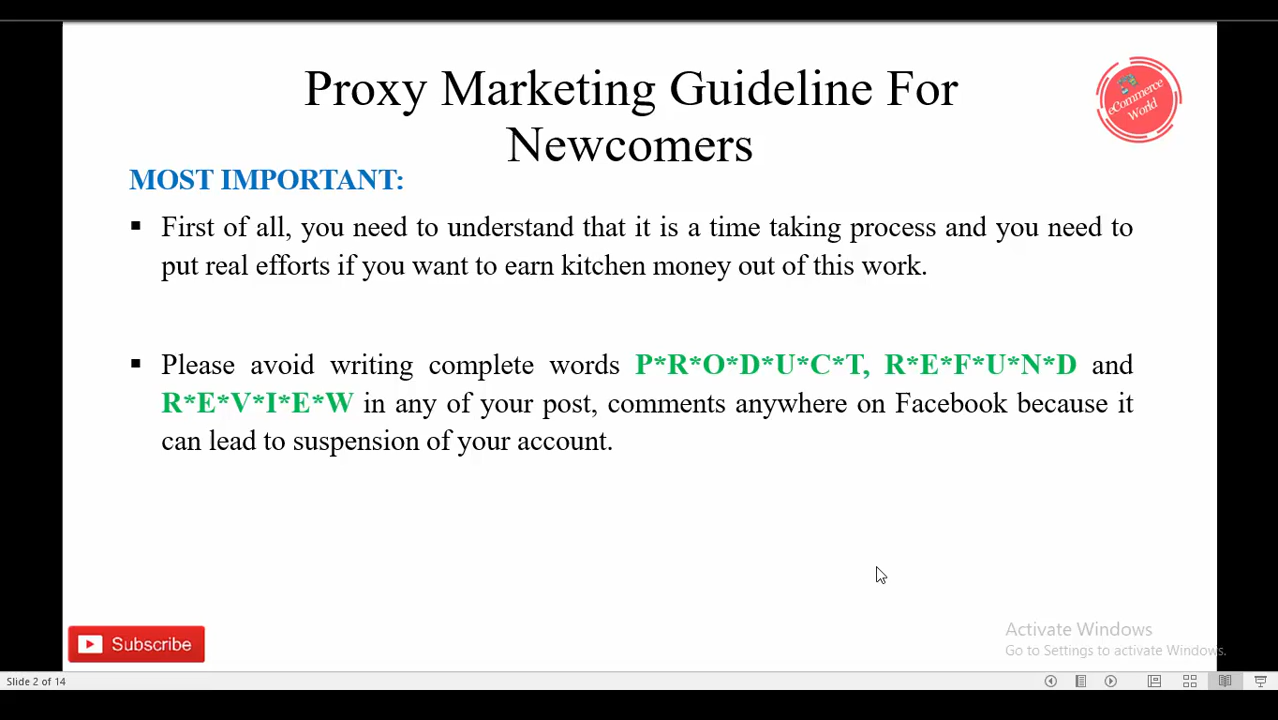 Proxy Marketing Guideline For
Newcomers
eCommerce
World
MOST IMPORTANT:
▪ First of all, you need to understand that it is a time taking process and you need to
put real efforts if you want to earn kitchen money out of this work.
▪ Please avoid writing complete words P*R*O*D*U*C*T, R*E*F*U*N*D and
R*E*V*I*E*W in any of your post, comments anywhere on Facebook because it
can lead to suspension of your account.
Subscribe
Activate Windows
Go to Settings to activate Windows.
Slide 2 of 14